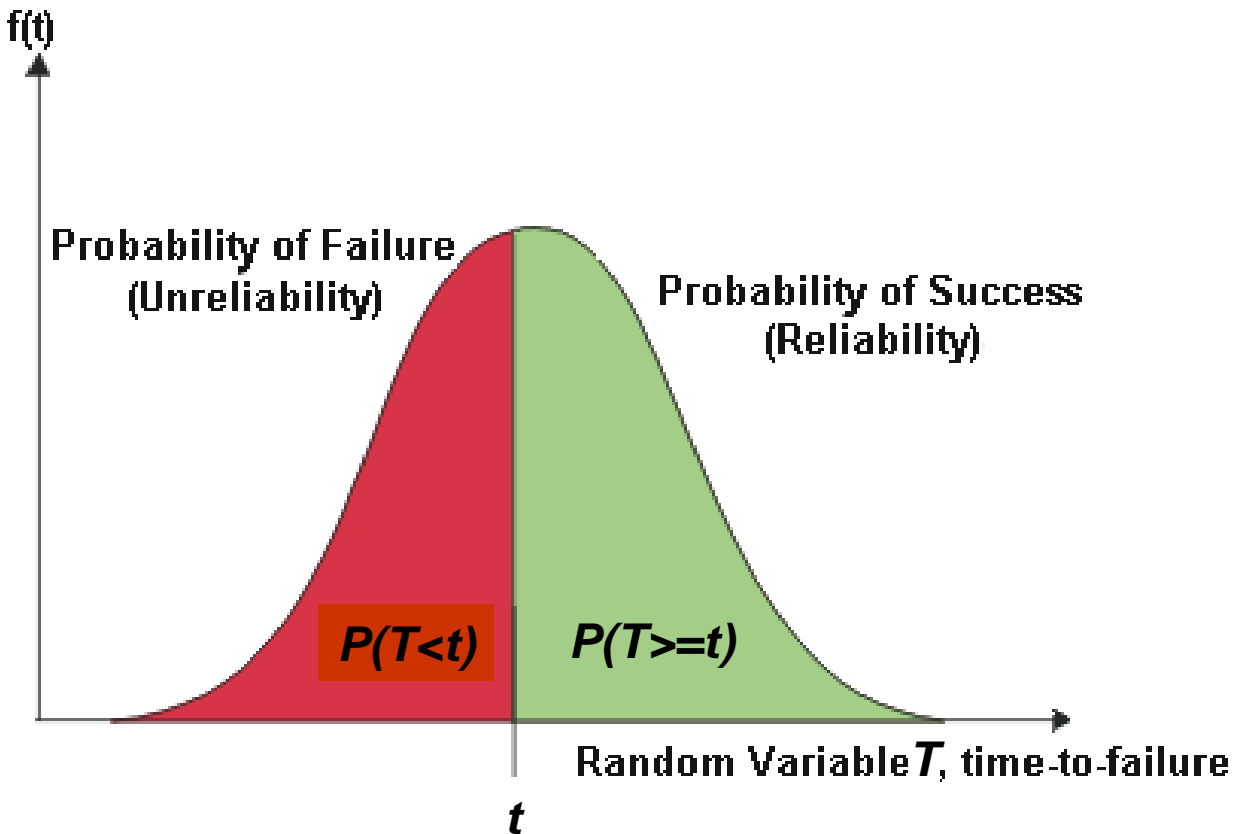 f(t)
Probability of Failure
(Unreliability)
Probability of Success
(Reliability)
P(T<t)
P(T>=t)
Random Variable T, time-to-failure
t